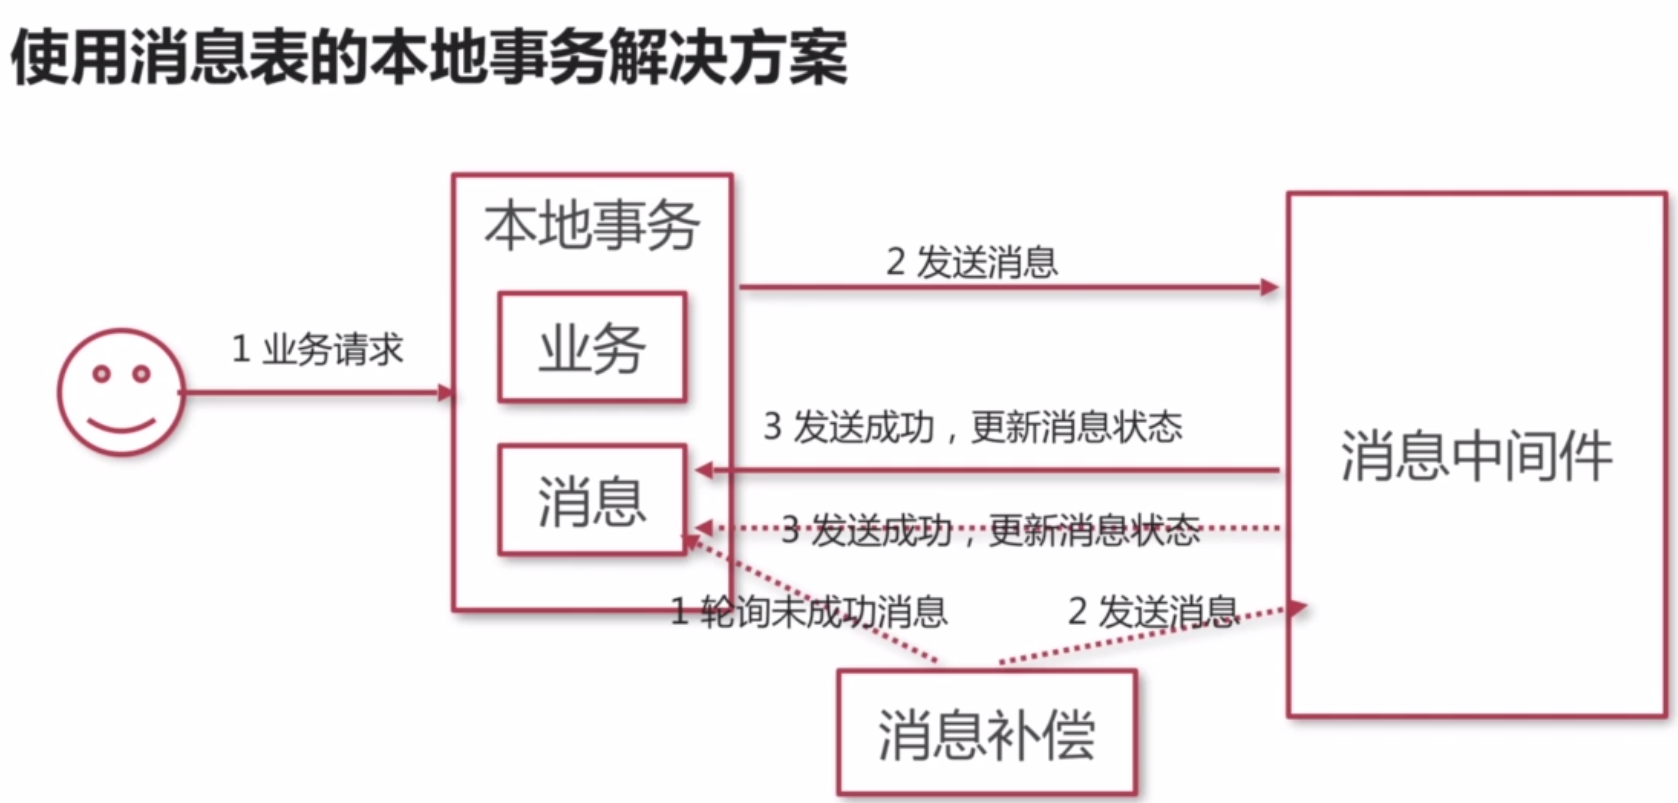 使用消息表的本地事务解决方案
本地事务
2 发送消息
业务
1 业务请求
3 发送成功，更新消息状态
消息中间件
消息
3 发送成功，更新消息状态
1 轮询未成功消息
2 发送消息
消息补偿